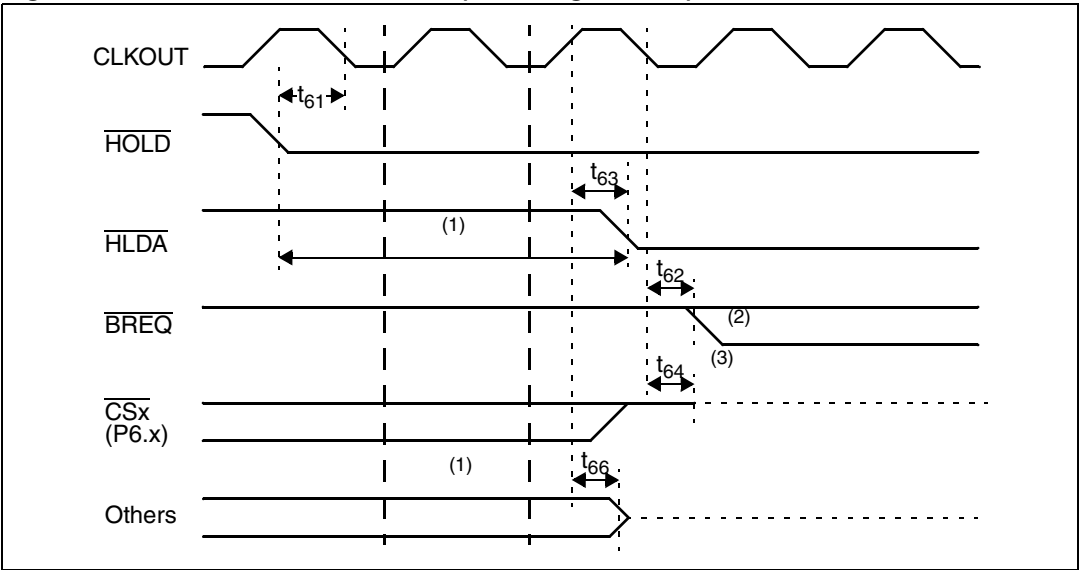 CLKOUT
t61
HOLD
t63
HLDA
(1)
t62
BREQ
(2)
(3)
t64
CSx
(P6.x)
(1)
t66
Others